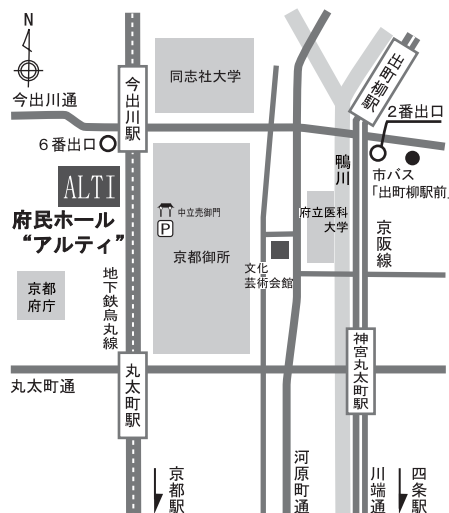 N
同志社大学
今出川駅
出町柳駅
今出川通
2番出口
6番出口
鴨川
市バス
「出町柳駅前」
ALTI
府民ホール
“アルティ”
中立売御門
P
府立医科
大学
京都御所
京阪線
文化
芸術会館
京都
府庁
地下鉄烏丸線
神宮丸太町駅
丸太町駅
丸太町通
河原町通
京都駅
川端通
四条駅